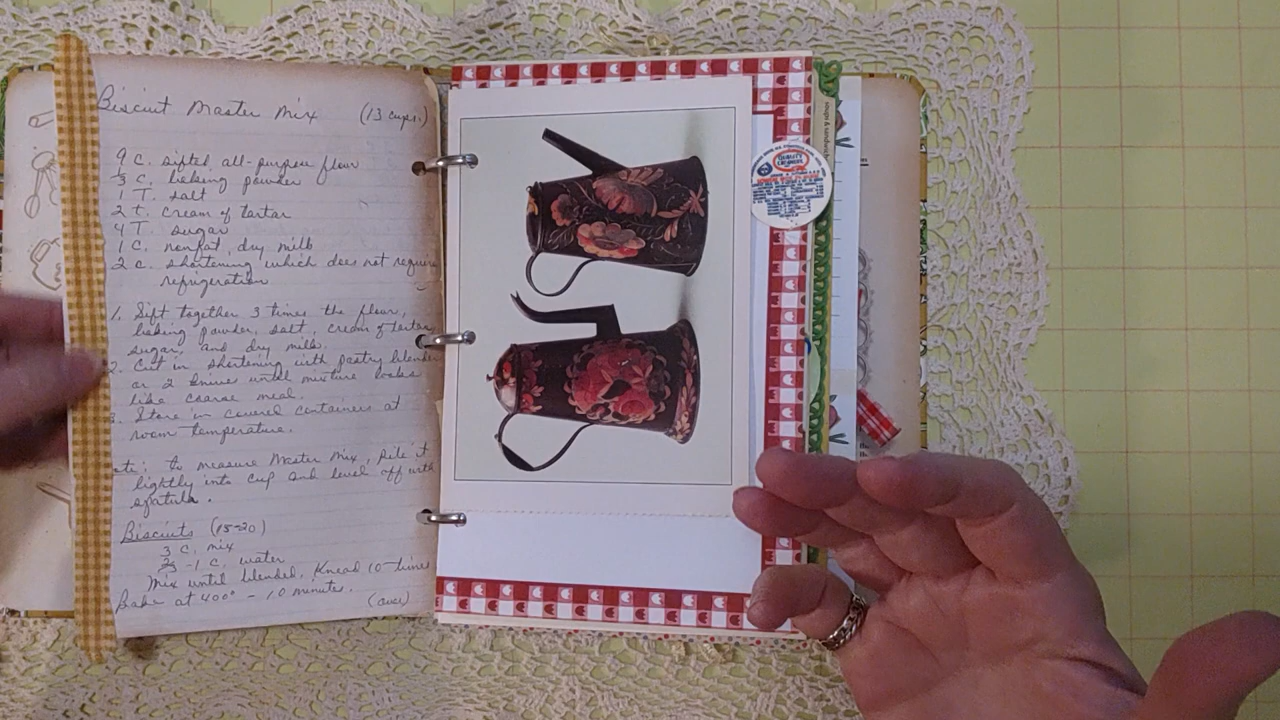 Biscuit Master Mix (13 cups.)
9 C. sifted all-purpose flour
1/3 C. baking powder
1 T. salt
2 t. cream of tartar
4 T. sugar
1 C. nonfat dry milk
2 c. shortening which does not require
refrigeration
1. Sift together 3 times the flour,
baking powder, salt, cream of tartar,
sugar, and dry milk.
2. Cut in shortening with pastry blender
or 2 knives until mixture looks
like coarse meal.
3. Store in covered containers at
room temperature.
To measure Master Mix, pile it
lightly into cup and level off with
spatula.
Biscuits (15-20)
3 C. mix
-1 C. water
Mix until blended. Knead 10 times
Bake at 400° - 10 minutes.
(over)
soups & sandwiches
QUALITY